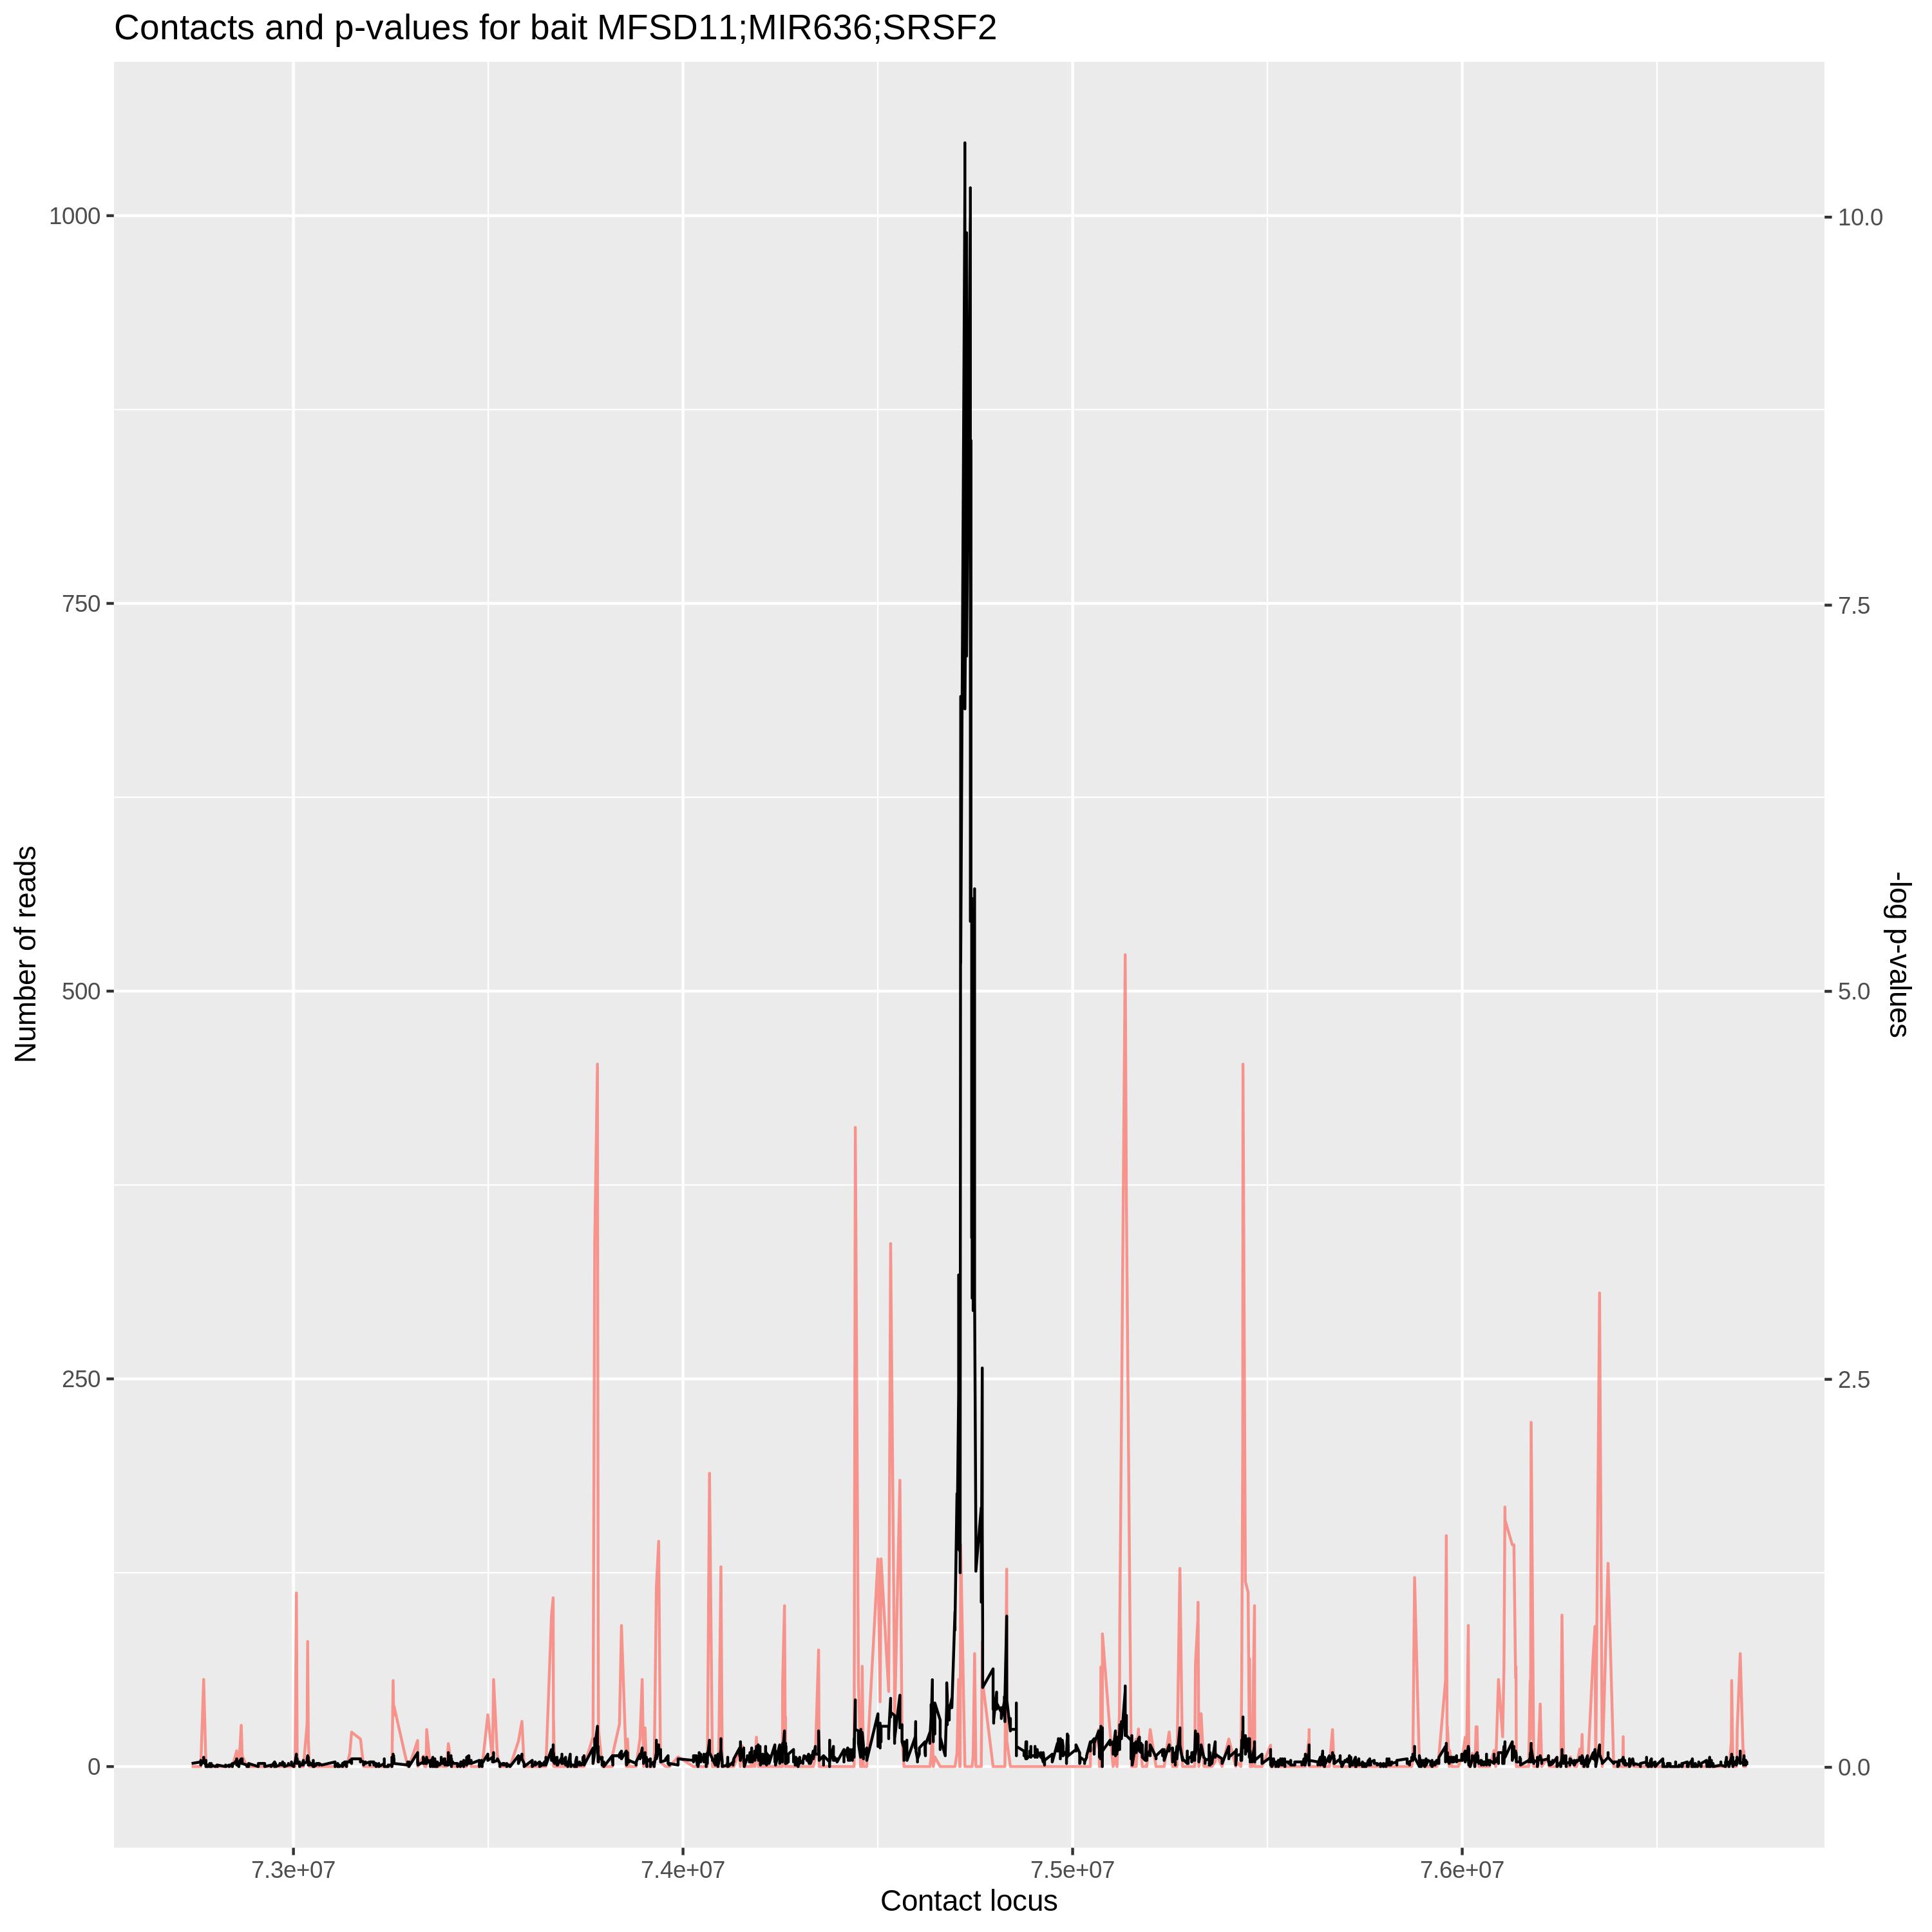 Contacts and p-values for bait MFSD11;MIR636;SRSF2
Number of reads
1000
750
500
250
0
10.0
7.5
5.0
2.5
0.0
-log p-values
7.3e+07
7.4e+07
7.5e+07
7.6e+07
Contact locus